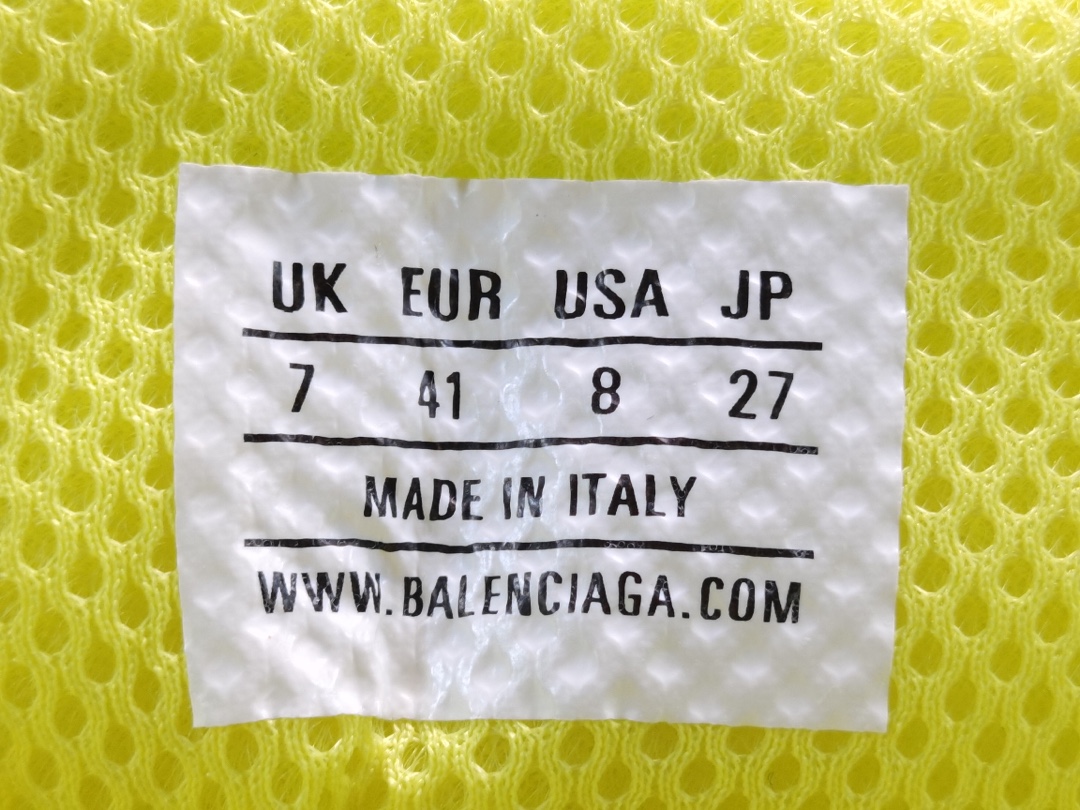 UK EUR USA JP
7 41 8 27
MADE IN ITALY
WWW.BALENCIAGA.COM